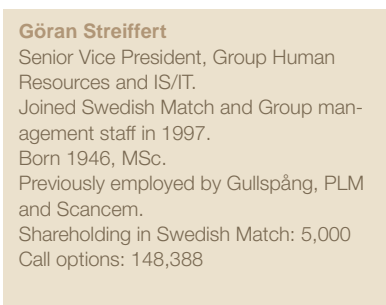 Göran Streiffert
Senior Vice President, Group Human
Resources and IS/IT.
Joined Swedish Match and Group man-
agement staff in 1997.
Born 1946, MSc.
Previously employed by Gullspång, PLM
and Scancem.
Shareholding in Swedish Match: 5,000
Call options: 148,388